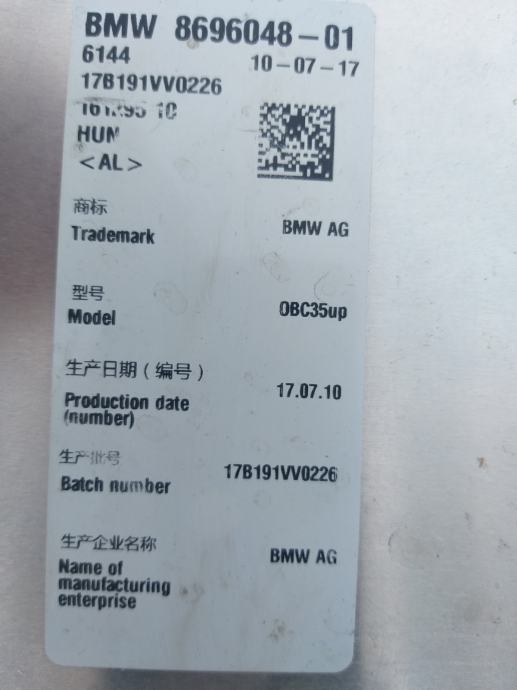 BMW 8696048-01
6144
10-07-17
17B191VV0226
HUN
<AL>
商标
Trademark
BMW AG
型号
Model
OBC35up
生产日期(编号)
Production date
(number)
17.07.10
生产批号
Batch number
17B191VV0226
生产企业名称
Name of
manufacturing
enterprise
BMW AG